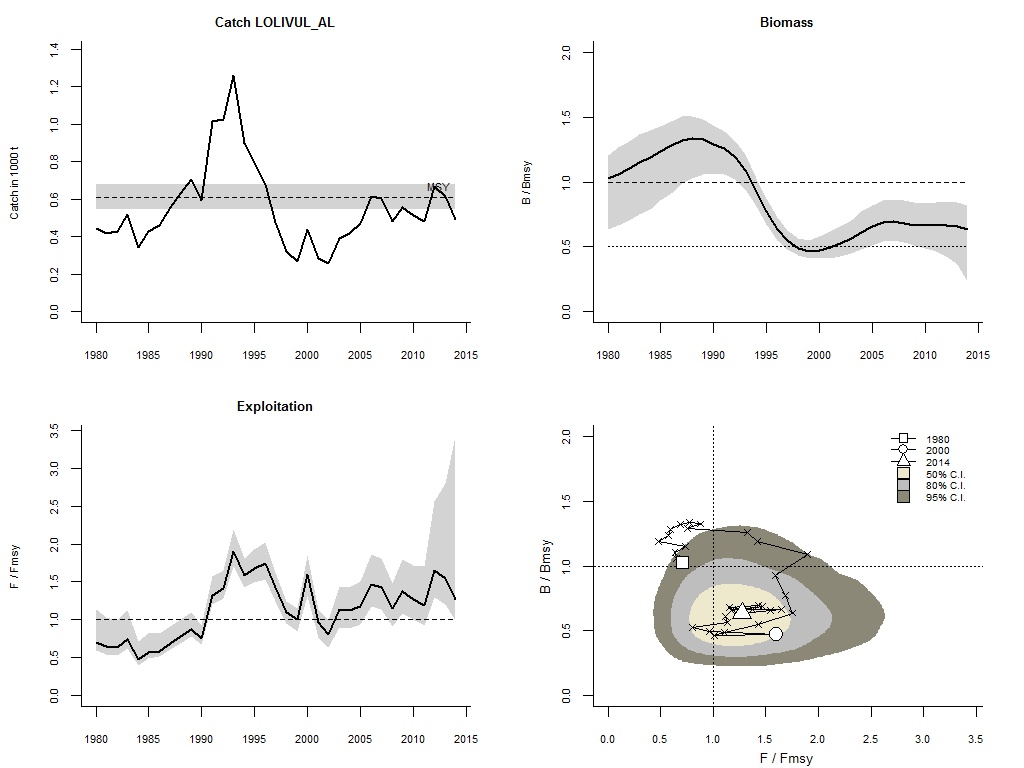 Catch LOLIVUL_AL
Catch in 1000 t
0.0 0.2 0.4 0.6 0.8 1.0 1.2 1.4
MSY
1980 1985 1990 1995 2000 2005 2010 2015
Biomass
B / Bmsy
0.0 0.5 1.0 1.5 2.0
1980 1985 1990 1995 2000 2005 2010 2015
Exploitation
F / Fmsy
0.0 0.5 1.0 1.5 2.0 2.5 3.0 3.5
1980 1985 1990 1995 2000 2005 2010 2015
B / Bmsy
0.0 0.5 1.0 1.5 2.0
1980
2000
2014
50% C.I.
80% C.I.
95% C.I.
0.0 0.5 1.0 1.5 2.0 2.5 3.0 3.5
F / Fmsy